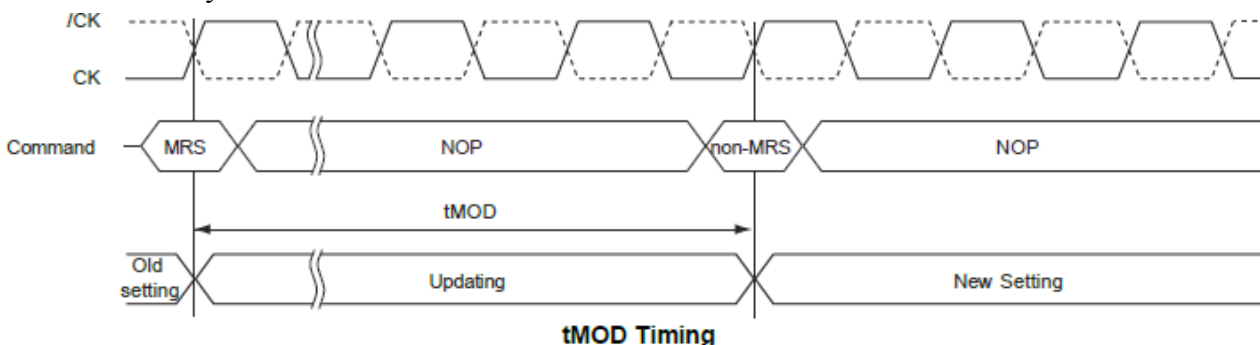 /CK
CK
Command
MRS
NOP
non-MRS
NOP
tMOD
Old
setting
Updating
New Setting
tMOD Timing